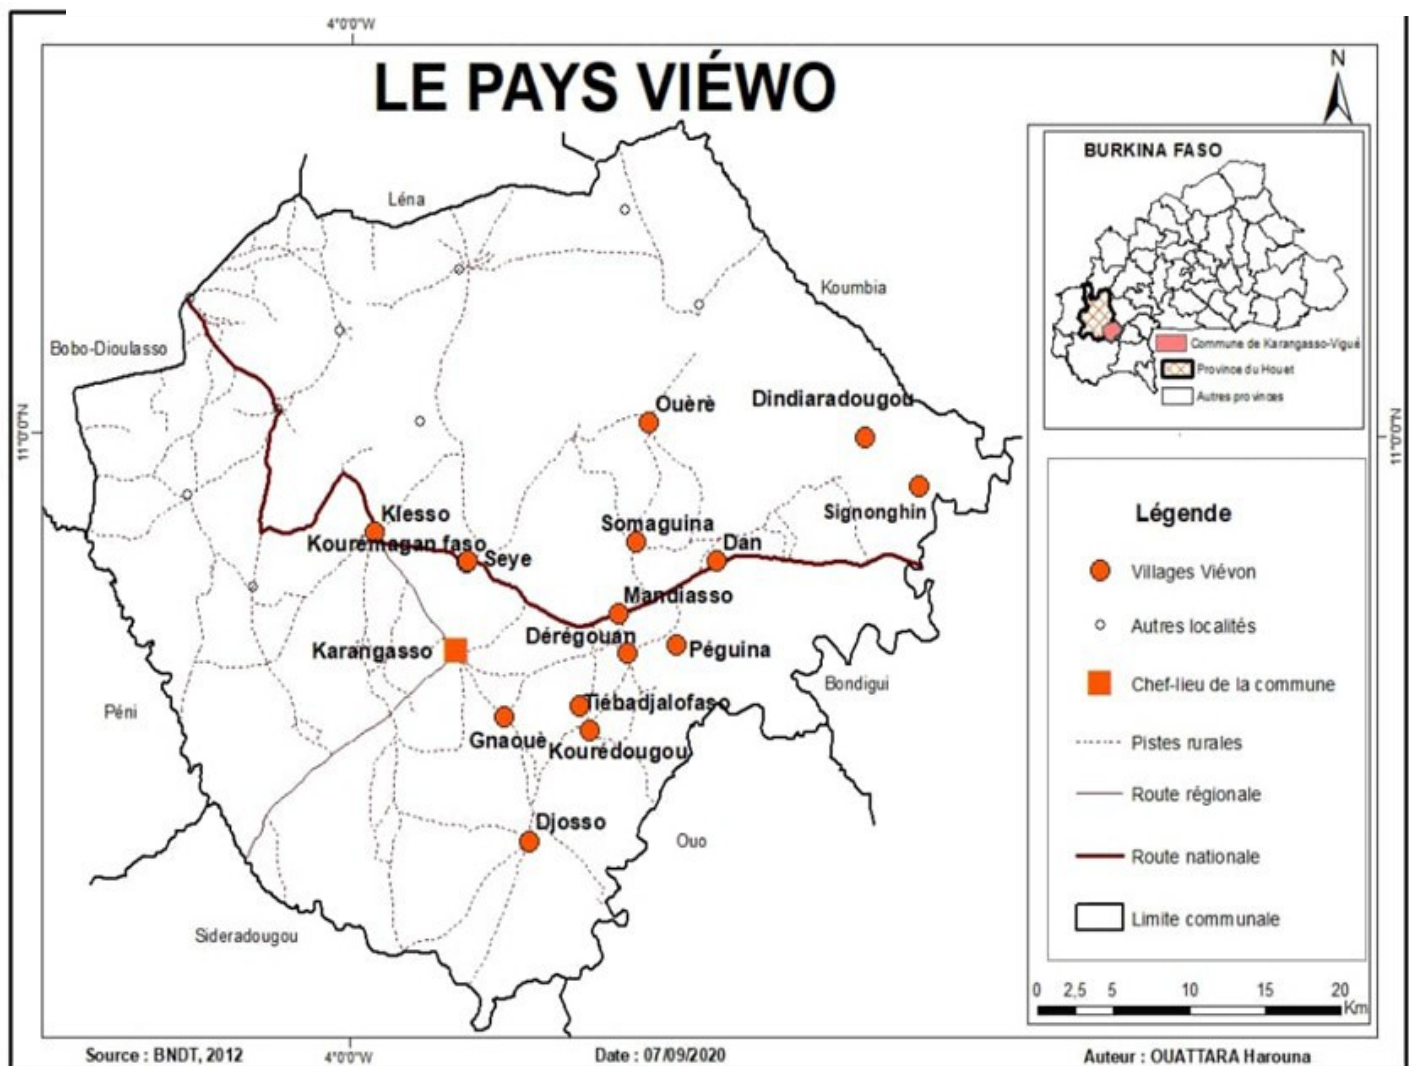 4°0'0"W
LE PAYS VIÉWO
N
BURKINA FASO
Commune de Karangasso-Vigué
Province du Houet
Autres provinces
Léna
Koumbia
Bobo-Dioulasso
11°0'0"N
11°0'0"N
Ouèrè
Dindiaradougou
Signonghin
Klesso
Kourémagan faso
Seye
Somaguina
Dan
Mandiasso
Dérégouan
Péguina
Karangasso
Tiébadjalofaso
Gnaouè
Kourédougou
Bondigui
Péni
Djosso
Ouo
Sideradougou
Légende
Villages Viévon
Autres localités
Chef-lieu de la commune
Pistes rurales
Route régionale
Route nationale
Limite communale
0 2,5 5 10 15 20
Km
Source : BNDT, 2012
4°0'0"W
Date : 07/09/2020
Auteur : OUATTARA Harouna